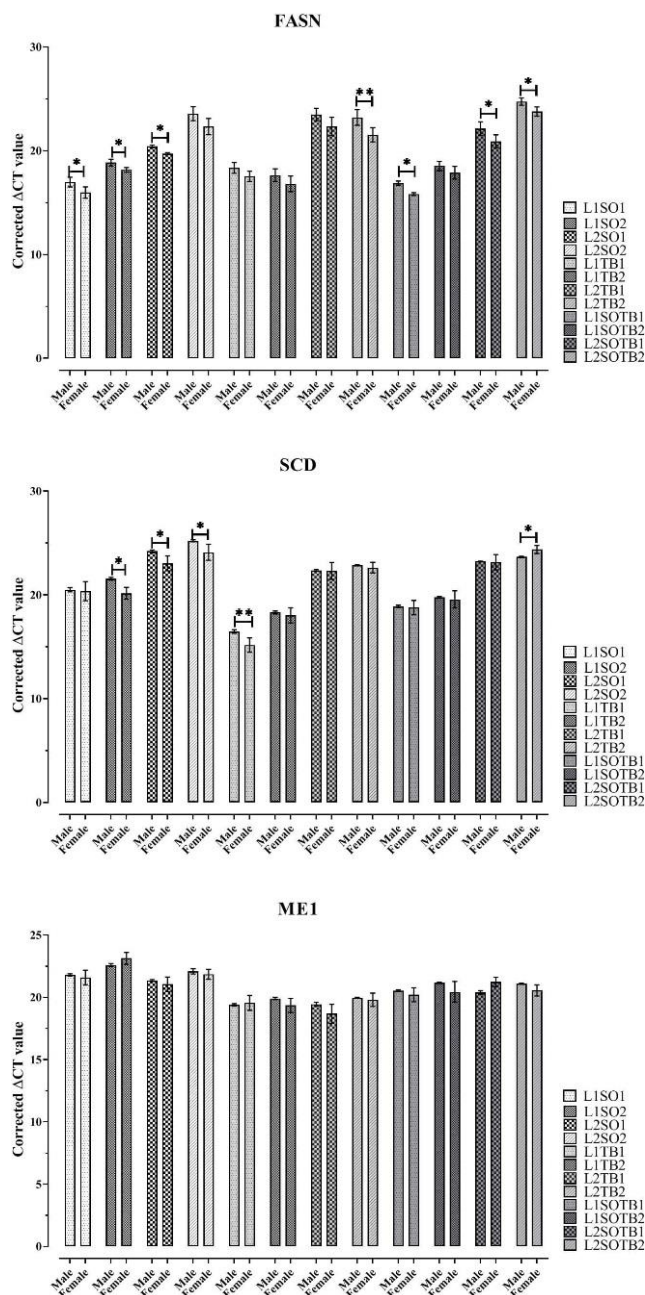 FASN
Corrected ΔCT value
30
20
10
0
* * * ** * * *
Male Female Male Female Male Female Male Female Male Female Male Female Male Female Male Female Male Female Male Female Male Female Male Female
L1SO1
L1SO2
L2SO1
L2SO2
L1TB1
L1TB2
L2TB1
L2TB2
L1SOTB1
L1SOTB2
L2SOTB1
L2SOTB2
SCD
Corrected ΔCT value
30
20
10
0
* * * ** *
Male Female Male Female Male Female Male Female Male Female Male Female Male Female Male Female Male Female Male Female Male Female Male Female
L1SO1
L1SO2
L2SO1
L2SO2
L1TB1
L1TB2
L2TB1
L2TB2
L1SOTB1
L1SOTB2
L2SOTB1
L2SOTB2
ME1
Corrected ΔCT value
25
20
15
10
5
0
Male Female Male Female Male Female Male Female Male Female Male Female Male Female Male Female Male Female Male Female Male Female Male Female
L1SO1
L1SO2
L2SO1
L2SO2
L1TB1
L1TB2
L2TB1
L2TB2
L1SOTB1
L1SOTB2
L2SOTB1
L2SOTB2